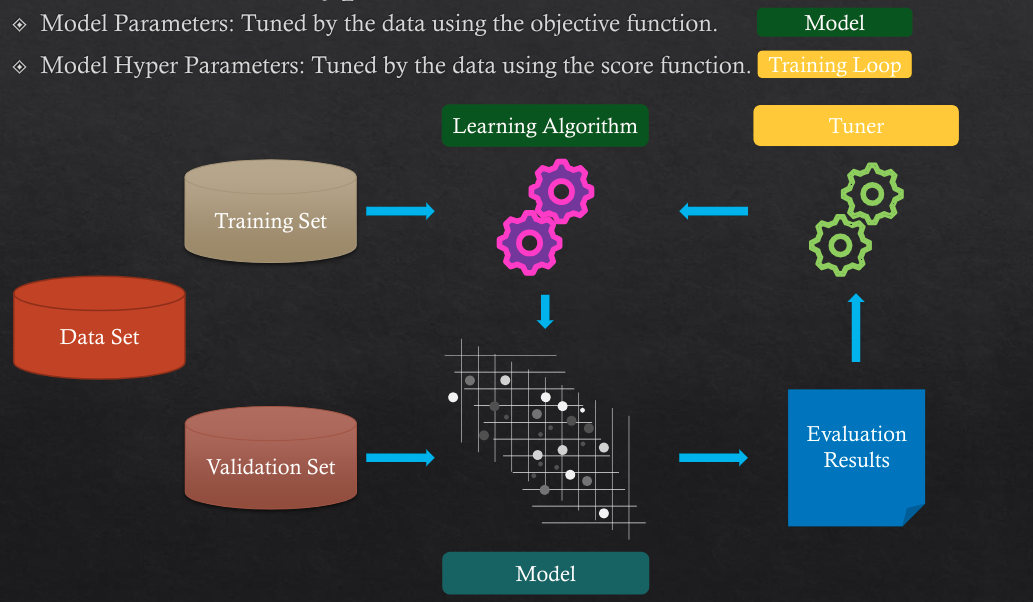 Model Parameters: Tuned by the data using the objective function.
Model
Model Hyper Parameters: Tuned by the data using the score function.
Training Loop
Learning Algorithm
Tuner
Training Set
Data Set
Validation Set
Evaluation
Results
Model